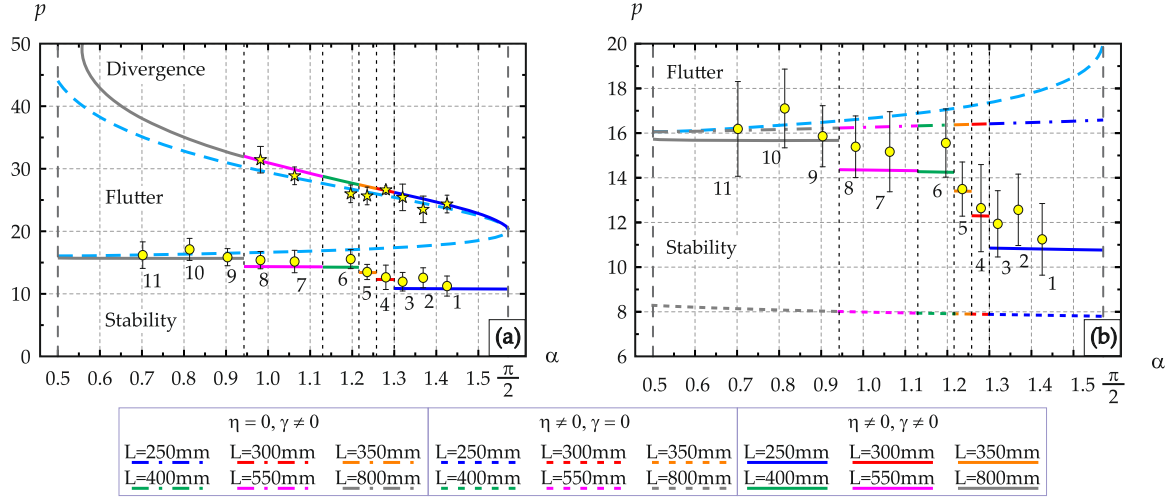 p
50
40
30
20
10
0
Divergence
Flutter
Stability
11 10 9 8 7 6 5 4 3 2 1
(a)
α
0.5 0.6 0.7 0.8 0.9 1.0 1.1 1.2 1.3 1.4 1.5 π/2
p
20
18
16
14
12
10
8
6
Flutter
Stability
11 10 9 8 7 6 5 4 3 2 1
(b)
α
0.5 0.6 0.7 0.8 0.9 1.0 1.1 1.2 1.3 1.4 1.5 π/2
η = 0, γ ≠ 0
L=250mm L=300mm L=350mm
L=400mm L=550mm L=800mm
η ≠ 0, γ = 0
L=250mm L=300mm L=350mm
L=400mm L=550mm L=800mm
η ≠ 0, γ ≠ 0
L=250mm L=300mm L=350mm
L=400mm L=550mm L=800mm